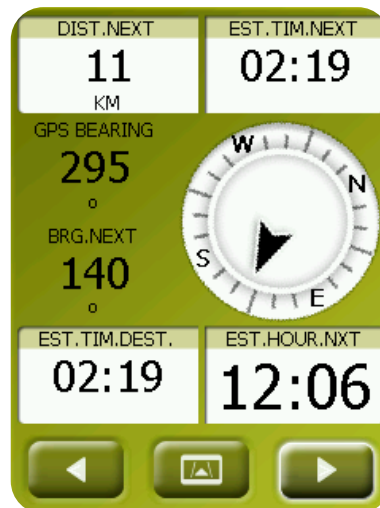 DIST.NEXT
11
KM
EST.TIM.NEXT
02:19
GPS BEARING
295
o
BRG.NEXT
140
o
W
N
S
E
EST.TIM.DEST.
02:19
EST.HOUR.NXT
12:06